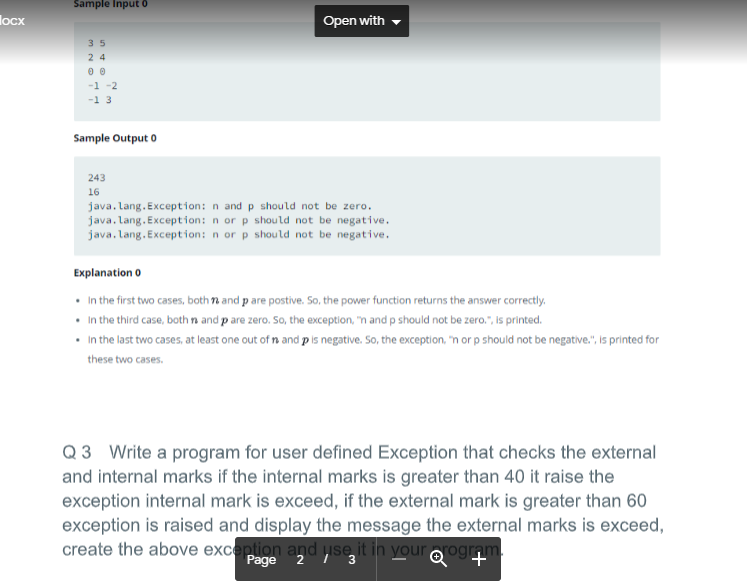 Sample Input 0
locx
Open with
3 5
2 4
0 0
-1 -2
-1 3
Sample Output 0
243
16
java.lang.Exception: n and p should not be zero.
java.lang.Exception: n or p should not be negative.
java.lang.Exception: n or p should not be negative.
Explanation 0
• In the first two cases, both n and p are postive. So, the power function returns the answer correctly.
• In the third case, both n and p are zero. So, the exception, "n and p should not be zero.", is printed.
• In the last two cases, at least one out of n and p is negative. So, the exception, "n or p should not be negative.", is printed for
these two cases.
Q 3 Write a program for user defined Exception that checks the external
and internal marks if the internal marks is greater than 40 it raise the
exception internal mark is exceed, if the external mark is greater than 60
exception is raised and display the message the external marks is exceed,
create the above exception and use it in your program.
Page 2 / 3